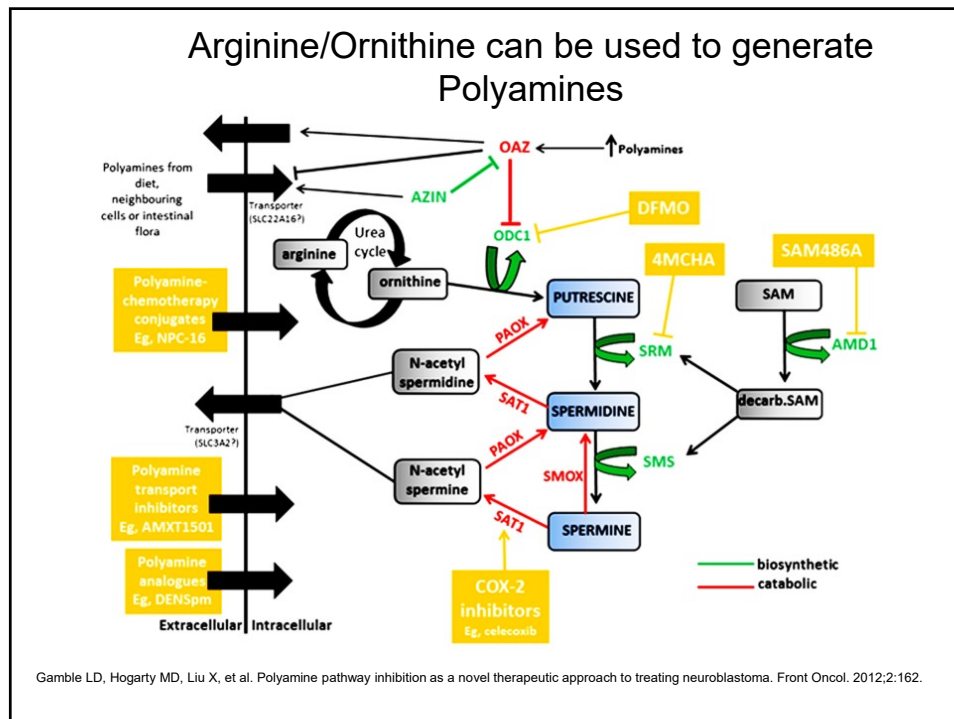 Arginine/Ornithine can be used to generate
Polyamines
OAZ
Polyamines
Polyamines from
diet,
neighbouring
cells or intestinal
flora
Transporter
(SLC22A16?)
AZIN
DFMO
ODC1
Urea
cycle
arginine
ornithine
4MCHA
SAM486A
Polyamine-
chemotherapy
conjugates
Eg, NPC-16
PUTRESCINE
SAM
PAOX
SRM
AMD1
N-acetyl
spermidine
SAT1
SPERMIDINE
decarb.SAM
Transporter
(SLC3A2?)
PAOX
N-acetyl
spermine
SMOX
SMS
Polyamine
transport
inhibitors
Eg, AMXT1501
SAT1
SPERMINE
Polyamine
analogues
Eg, DENSpm
COX-2
inhibitors
Eg, celecoxib
biosynthetic
catabolic
Extracellular Intracellular
Gamble LD, Hogarty MD, Liu X, et al. Polyamine pathway inhibition as a novel therapeutic approach to treating neuroblastoma. Front Oncol. 2012;2:162.